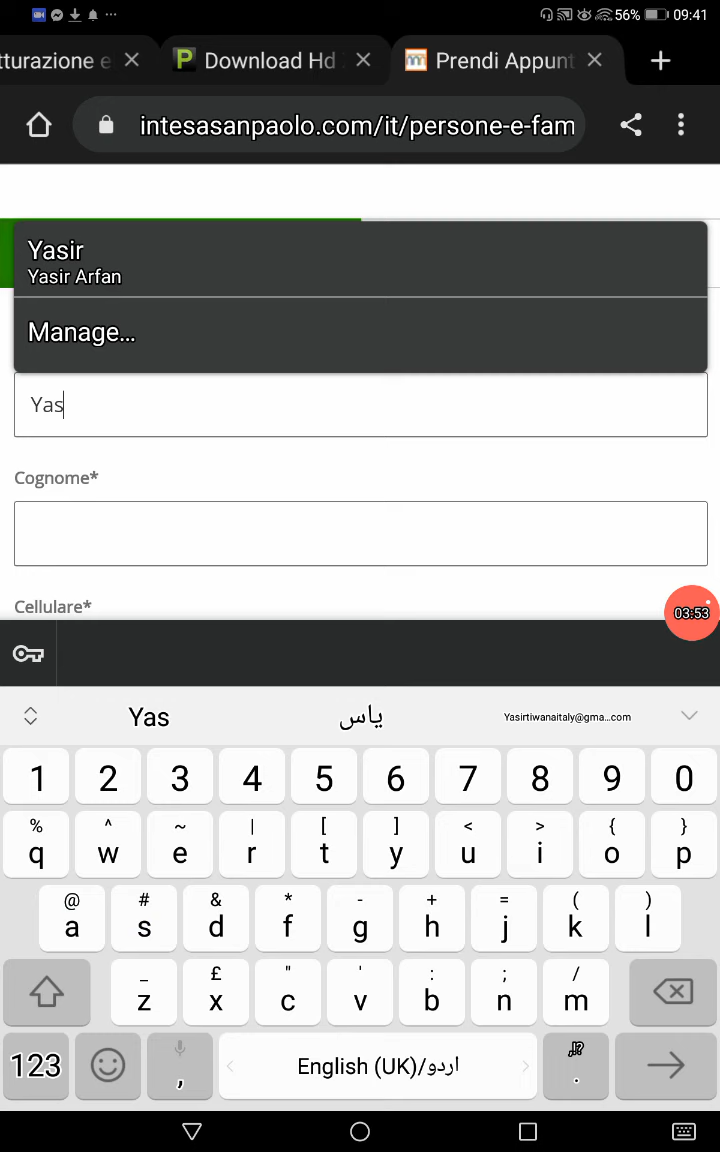 56% 09:41
tturazione e
Download Hd
Prendi Appunt
intesasanpaolo.com/it/persone-e-fam
Yasir
Yasir Arfan
Manage...
Yas
Cognome*
Cellulare*
03:53
Yas
ياس
Yasirtiwanaitaly@gma...com
1 2 3 4 5 6 7 8 9 0
% ^ ~ | [ ] < > { }
q w e r t y u i o p
@ # & * - + = ( )
a s d f g h j k l
_ £ " ' : ; /
z x c v b n m
123 , English (UK)/اردو ,!? .